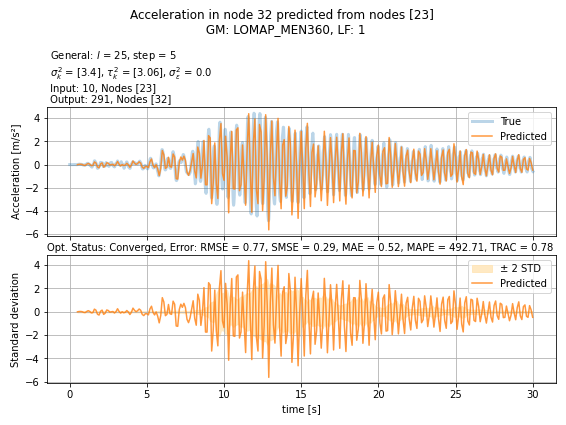 Acceleration in node 32 predicted from nodes [23]
GM: LOMAP_MEN360, LF: 1
General: l = 25, step = 5
σ²ₖ = [3.4], τ²ₖ = [3.06], σ²ε = 0.0
Input: 10, Nodes [23]
Output: 291, Nodes [32]
Acceleration [m/s²]
4
2
0
−2
−4
−6
True
Predicted
Opt. Status: Converged, Error: RMSE = 0.77, SMSE = 0.29, MAE = 0.52, MAPE = 492.71, TRAC = 0.78
Standard deviation
4
2
0
−2
−4
−6
± 2 STD
Predicted
0 5 10 15 20 25 30
time [s]